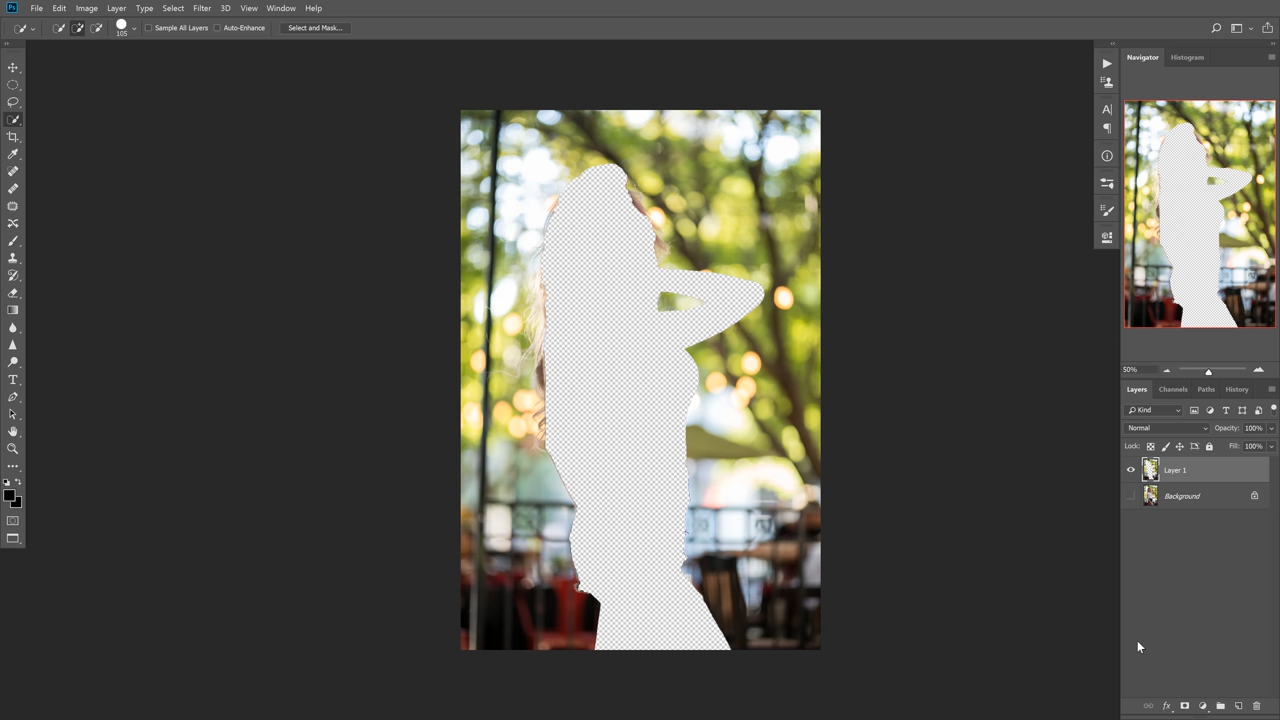 Ps File Edit Image Layer Type Select Filter 3D View Window Help
105 Sample All Layers Auto-Enhance Select and Mask...
Navigator Histogram
50%
Layers Channels Paths History
Kind
Normal Opacity: 100%
Lock: Fill: 100%
Layer 1
Background